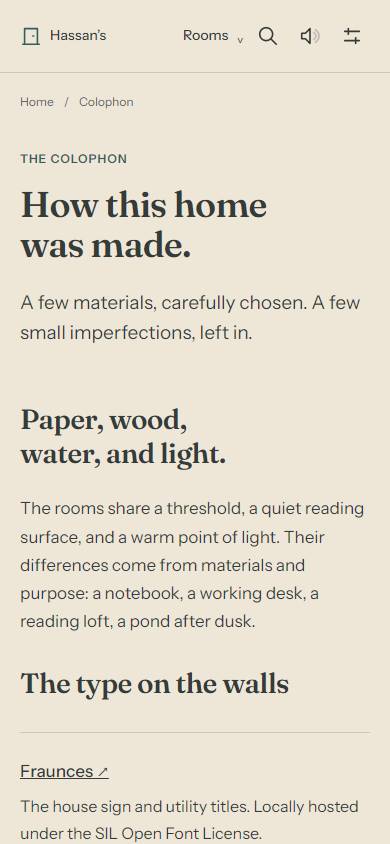 Hassan's
Rooms v
Home / Colophon
THE COLOPHON
How this home
was made.
A few materials, carefully chosen. A few
small imperfections, left in.
Paper, wood,
water, and light.
The rooms share a threshold, a quiet reading
surface, and a warm point of light. Their
differences come from materials and
purpose: a notebook, a working desk, a
reading loft, a pond after dusk.
The type on the walls
Fraunces ↗
The house sign and utility titles. Locally hosted
under the SIL Open Font License.